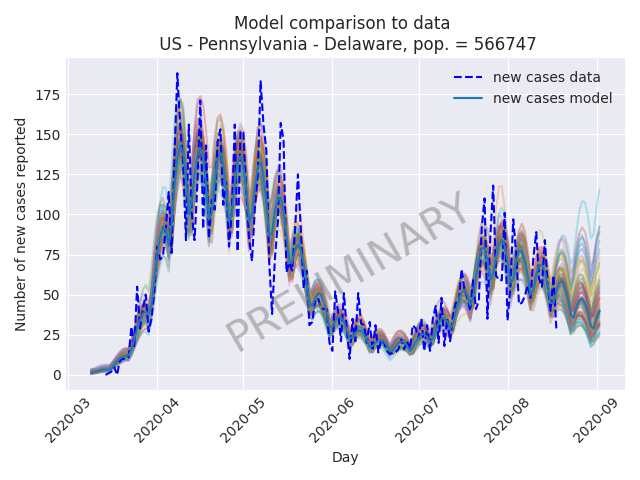 Model comparison to data
US - Pennsylvania - Delaware, pop. = 566747
new cases data
new cases model
Number of new cases reported
175
150
125
100
75
50
25
0
PRELIMINARY
2020-03
2020-04
2020-05
2020-06
2020-07
2020-08
2020-09
Day